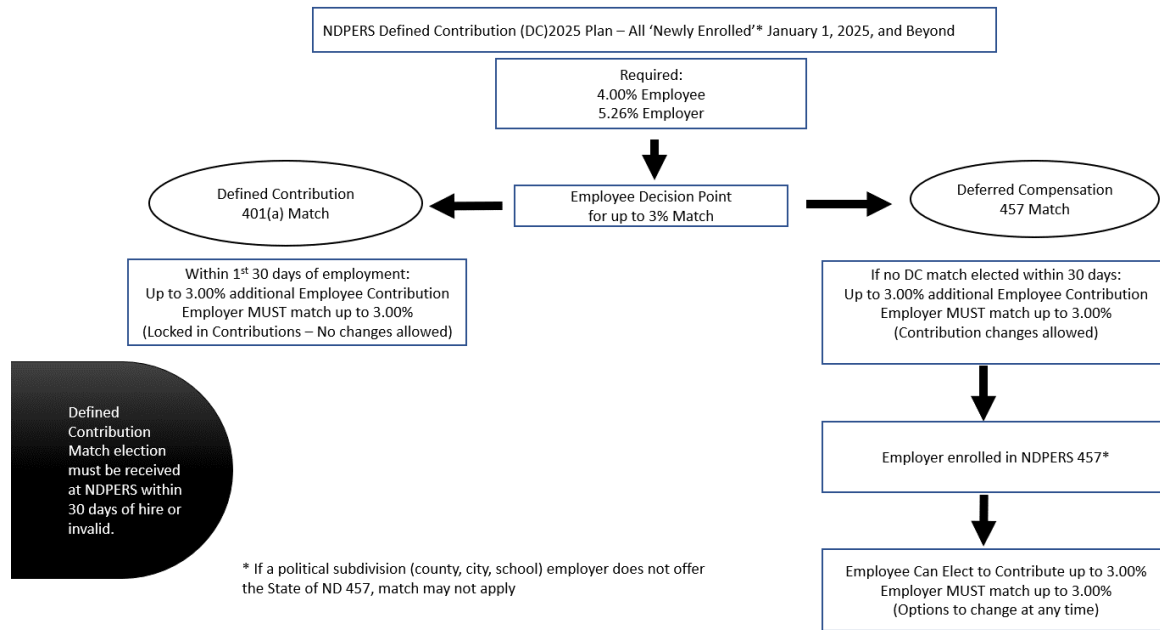 NDPERS Defined Contribution (DC)2025 Plan – All ‘Newly Enrolled’* January 1, 2025, and Beyond
Required:
4.00% Employee
5.26% Employer
Defined Contribution
401(a) Match
Employee Decision Point
for up to 3% Match
Deferred Compensation
457 Match
Within 1st 30 days of employment:
Up to 3.00% additional Employee Contribution
Employer MUST match up to 3.00%
(Locked in Contributions – No changes allowed)
If no DC match elected within 30 days:
Up to 3.00% additional Employee Contribution
Employer MUST match up to 3.00%
(Contribution changes allowed)
Defined
Contribution
Match election
must be received
at NDPERS within
30 days of hire or
invalid.
Employer enrolled in NDPERS 457*
Employee Can Elect to Contribute up to 3.00%
Employer MUST match up to 3.00%
(Options to change at any time)
* If a political subdivision (county, city, school) employer does not offer
the State of ND 457, match may not apply